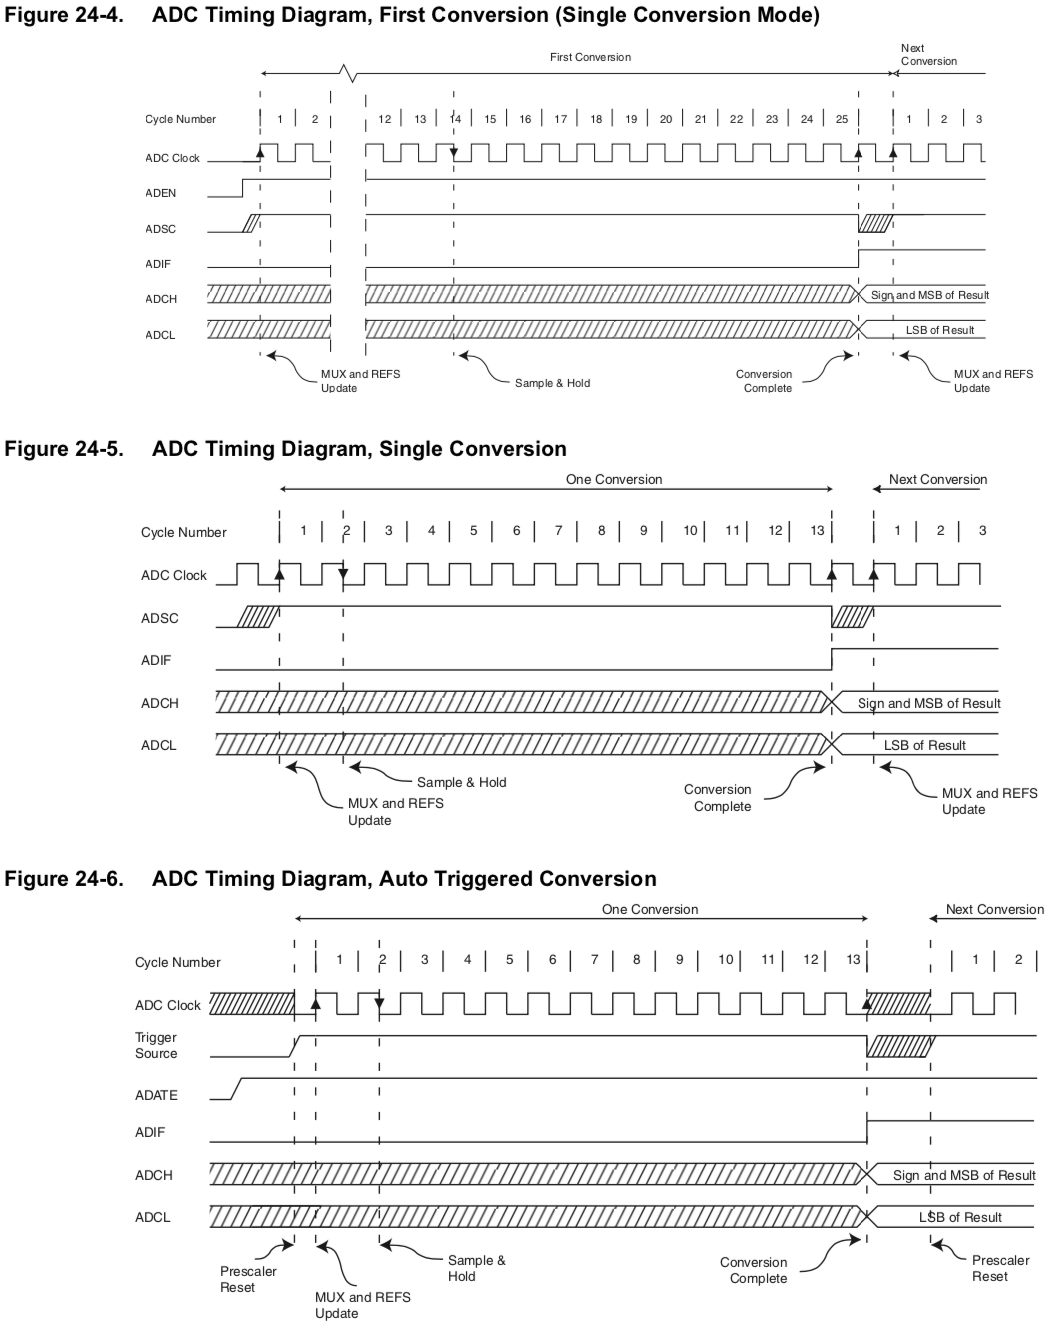 Figure 24-4. ADC Timing Diagram, First Conversion (Single Conversion Mode)
First Conversion
Next
Conversion
Cycle Number 1 2 12 13 14 15 16 17 18 19 20 21 22 23 24 25 1 2 3
ADC Clock
ADEN
ADSC
ADIF
ADCH Sign and MSB of Result
ADCL LSB of Result
MUX and REFS
Update
Sample & Hold
Conversion
Complete
MUX and REFS
Update
Figure 24-5. ADC Timing Diagram, Single Conversion
One Conversion Next Conversion
Cycle Number 1 2 3 4 5 6 7 8 9 10 11 12 13 1 2 3
ADC Clock
ADSC
ADIF
ADCH Sign and MSB of Result
ADCL LSB of Result
Sample & Hold
MUX and REFS
Update
Conversion
Complete
MUX and REFS
Update
Figure 24-6. ADC Timing Diagram, Auto Triggered Conversion
One Conversion Next Conversion
Cycle Number 1 2 3 4 5 6 7 8 9 10 11 12 13 1 2
ADC Clock
Trigger
Source
ADATE
ADIF
ADCH Sign and MSB of Result
ADCL LSB of Result
Prescaler
Reset
MUX and REFS
Update
Sample &
Hold
Conversion
Complete
Prescaler
Reset